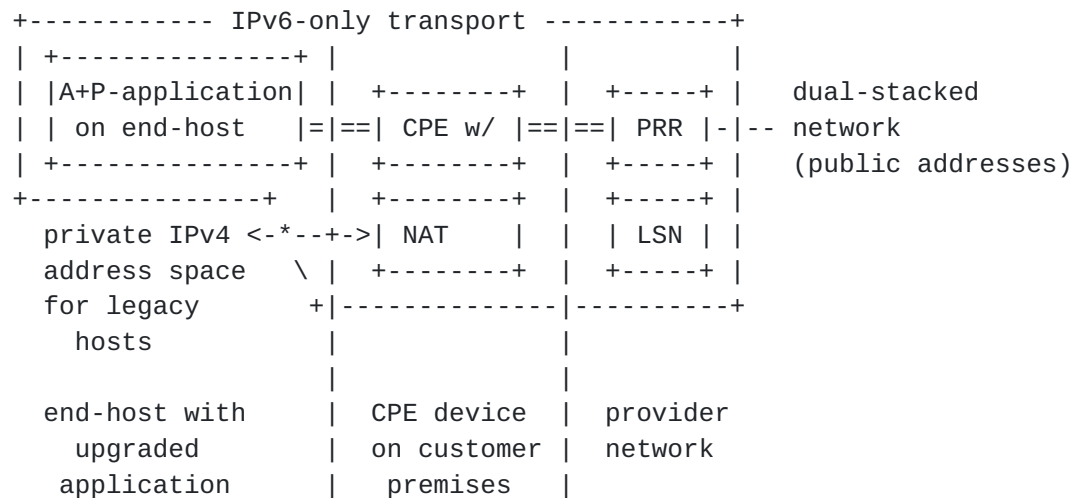 +------------ IPv6-only transport ------------+
| +---------------+ |              |          |
| |A+P-application| |  +--------+  |  +-----+ |   dual-stacked
| | on end-host   |=|==| CPE w/ |==|==| PRR |-|-- network
| +---------------+ |  +--------+  |  +-----+ |   (public addresses)
+---------------+   |  +--------+  |  +-----+ |
  private IPv4 <-*--+->| NAT    |  |  | LSN | |
  address space   \ |  +--------+  |  +-----+ |
  for legacy       +|--------------|----------+
    hosts           |              |
                    |              |
  end-host with     |  CPE device  |  provider
    upgraded        |  on customer |  network
   application      |   premises   |